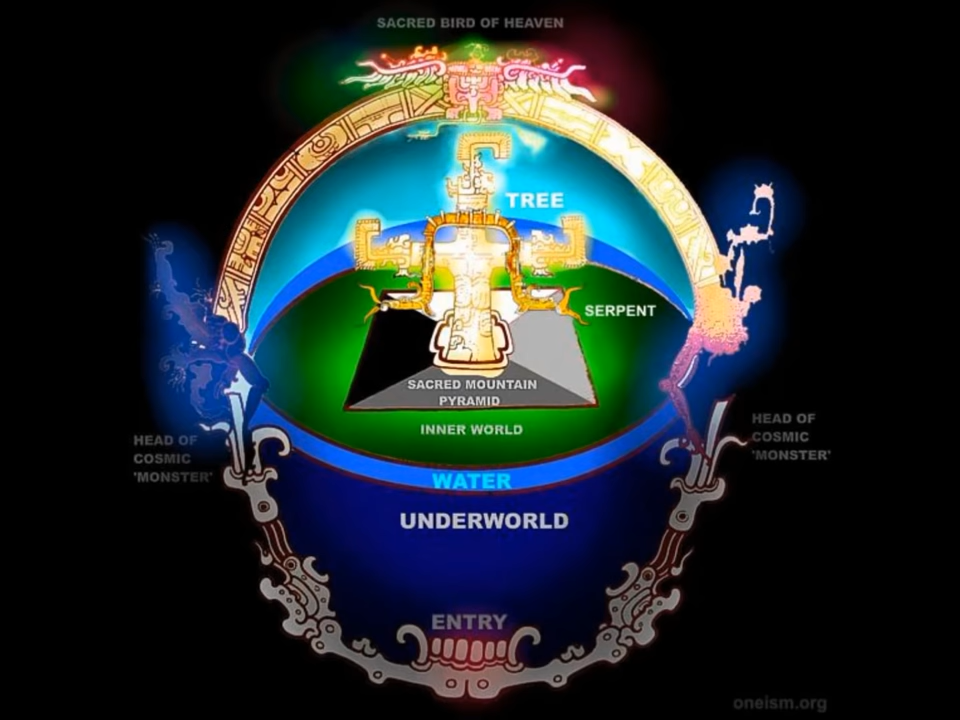 SACRED BIRD OF HEAVEN
TREE
SERPENT
SACRED MOUNTAIN
PYRAMID
INNER WORLD
HEAD OF
COSMIC
'MONSTER'
HEAD OF
COSMIC
'MONSTER'
WATER
UNDERWORLD
ENTRY
oneism.org